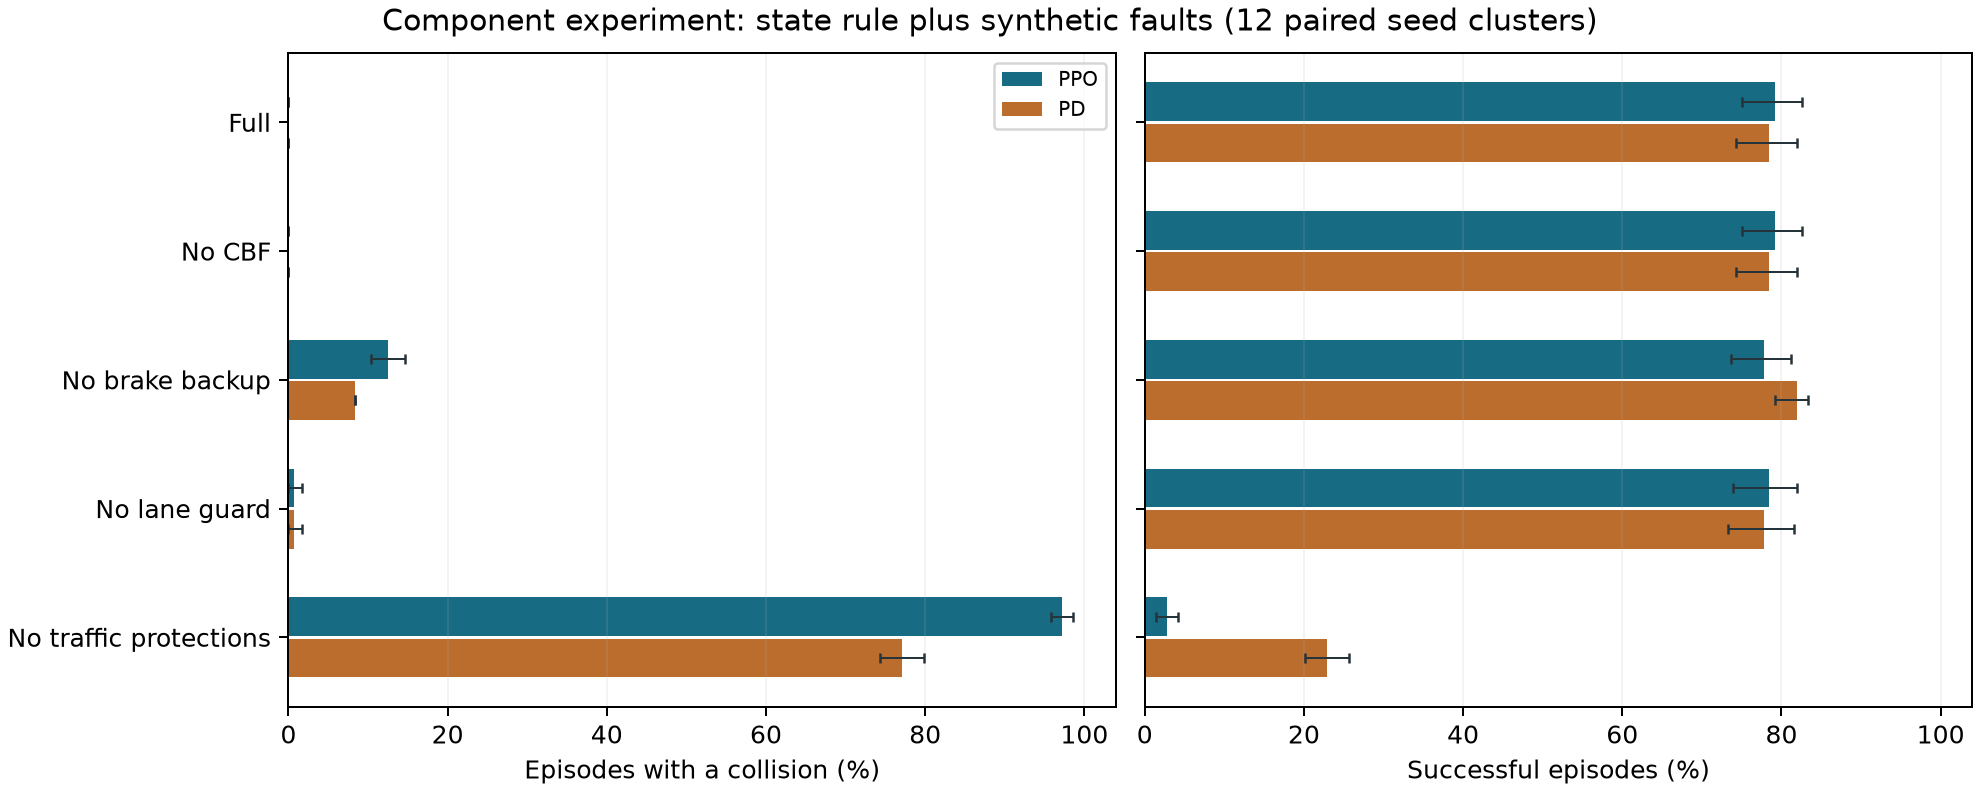 Component experiment: state rule plus synthetic faults (12 paired seed clusters)
PPO
PD
Full
No CBF
No brake backup
No lane guard
No traffic protections
0 20 40 60 80 100
Episodes with a collision (%)
0 20 40 60 80 100
Successful episodes (%)